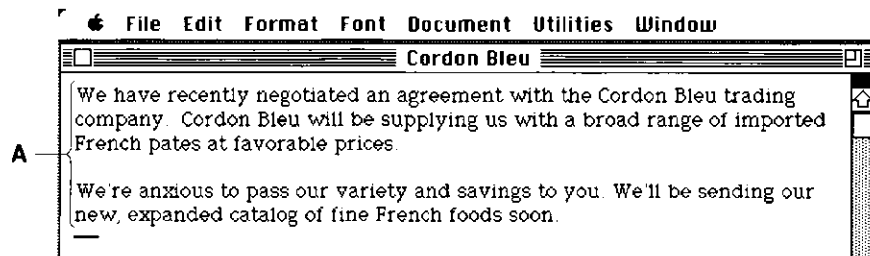 File Edit Format Font Document Utilities Window
Cordon Bleu
We have recently negotiated an agreement with the Cordon Bleu trading
company. Cordon Bleu will be supplying us with a broad range of imported
French pates at favorable prices.
A
We're anxious to pass our variety and savings to you. We'll be sending our
new, expanded catalog of fine French foods soon.